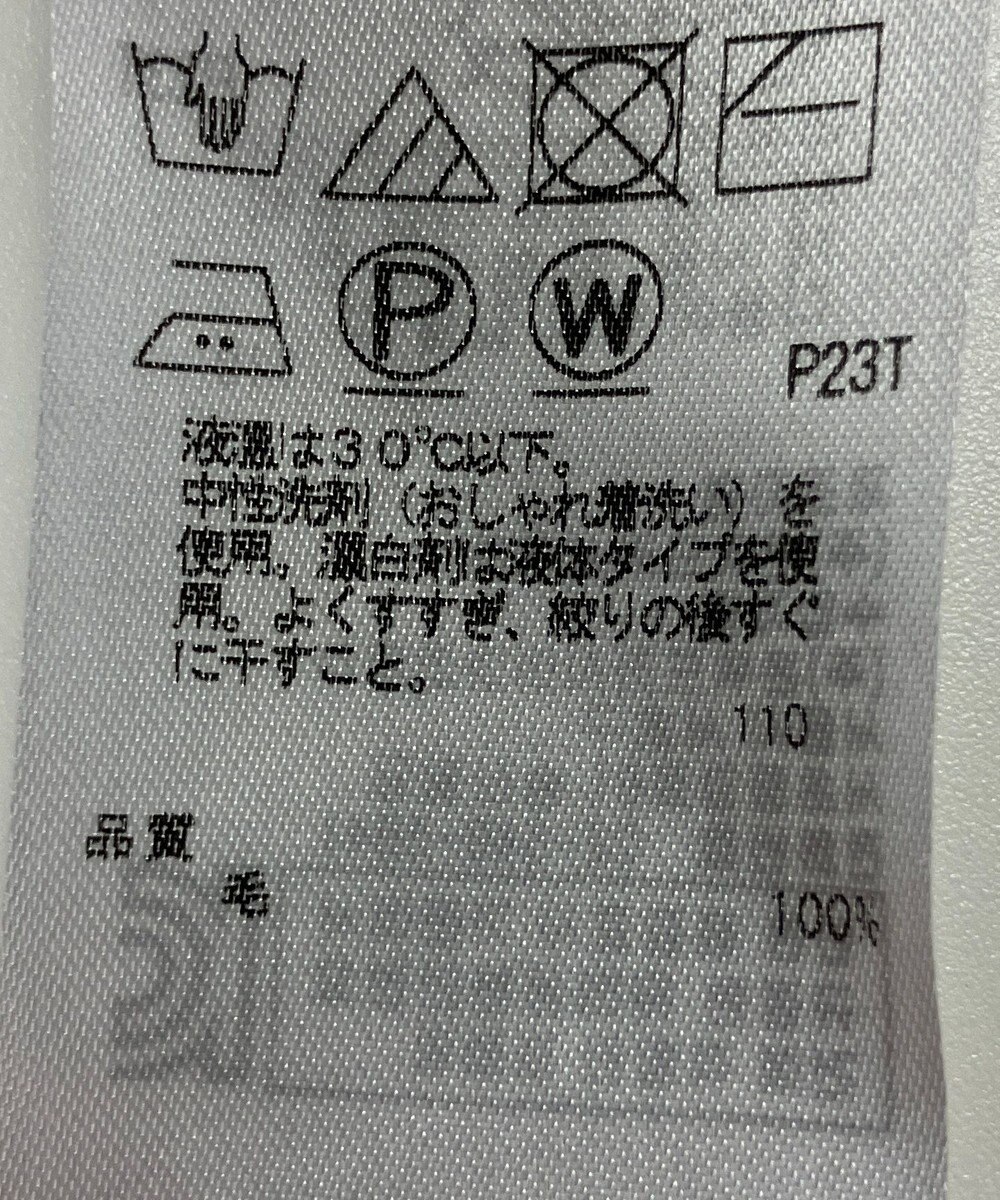 P
W
P23T
液温は30℃以下。
中性洗剤（おしゃれ着洗い）を
使用。漂白剤は液体タイプを使
用。よくすすぎ、絞りの後すぐ
に干すこと。
110
品質
毛 100%